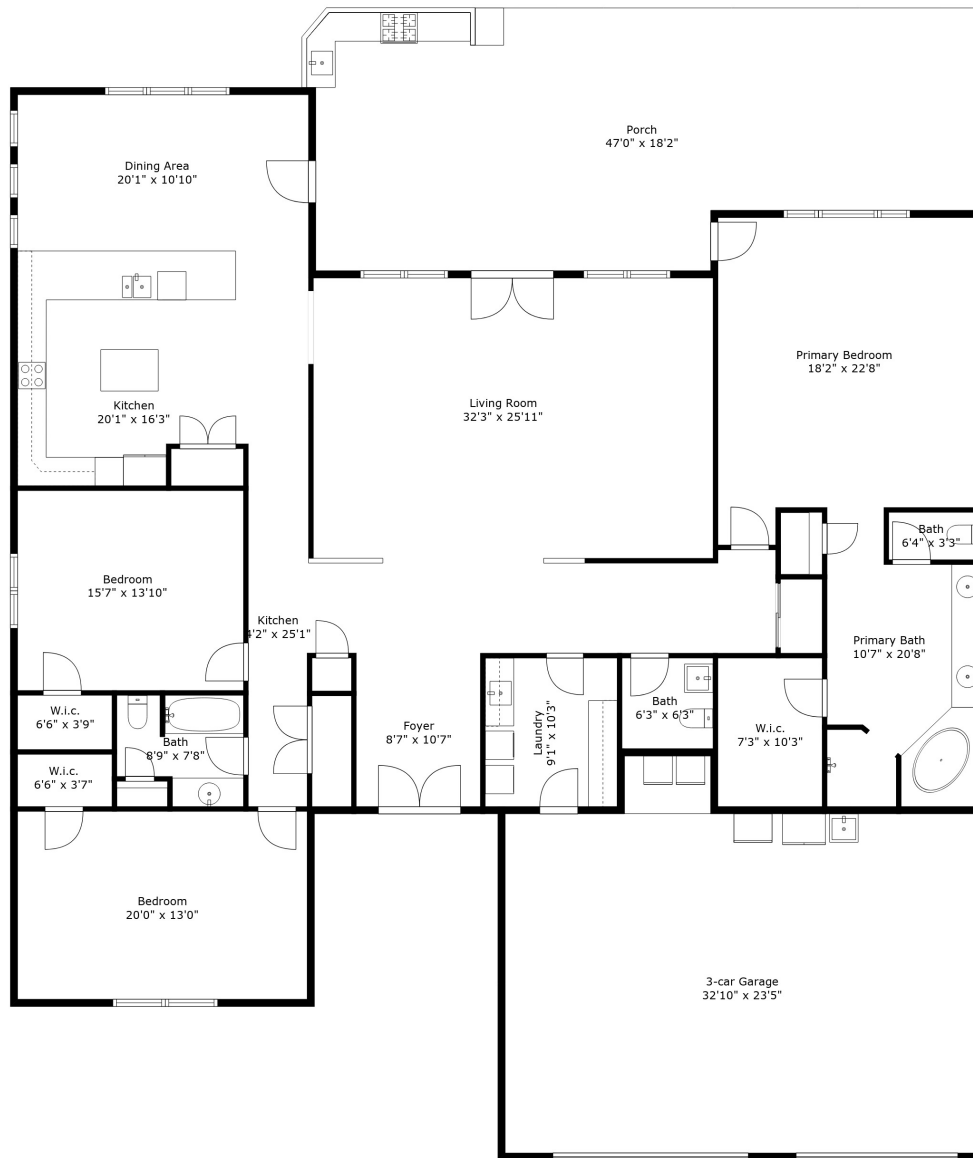 Porch
47'0" x 18'2"
Dining Area
20'1" x 10'10"
Primary Bedroom
18'2" x 22'8"
Living Room
32'3" x 25'11"
Kitchen
20'1" x 16'3"
Bath
6'4" x 3'3"
Bedroom
15'7" x 13'10"
Kitchen
4'2" x 25'1"
Primary Bath
10'7" x 20'8"
W.i.c.
6'6" x 3'9"
Bath
8'9" x 7'8"
Foyer
8'7" x 10'7"
Laundry
9'1" x 10'3"
Bath
6'3" x 6'3"
W.i.c.
7'3" x 10'3"
W.i.c.
6'6" x 3'7"
Bedroom
20'0" x 13'0"
3-car Garage
32'10" x 23'5"